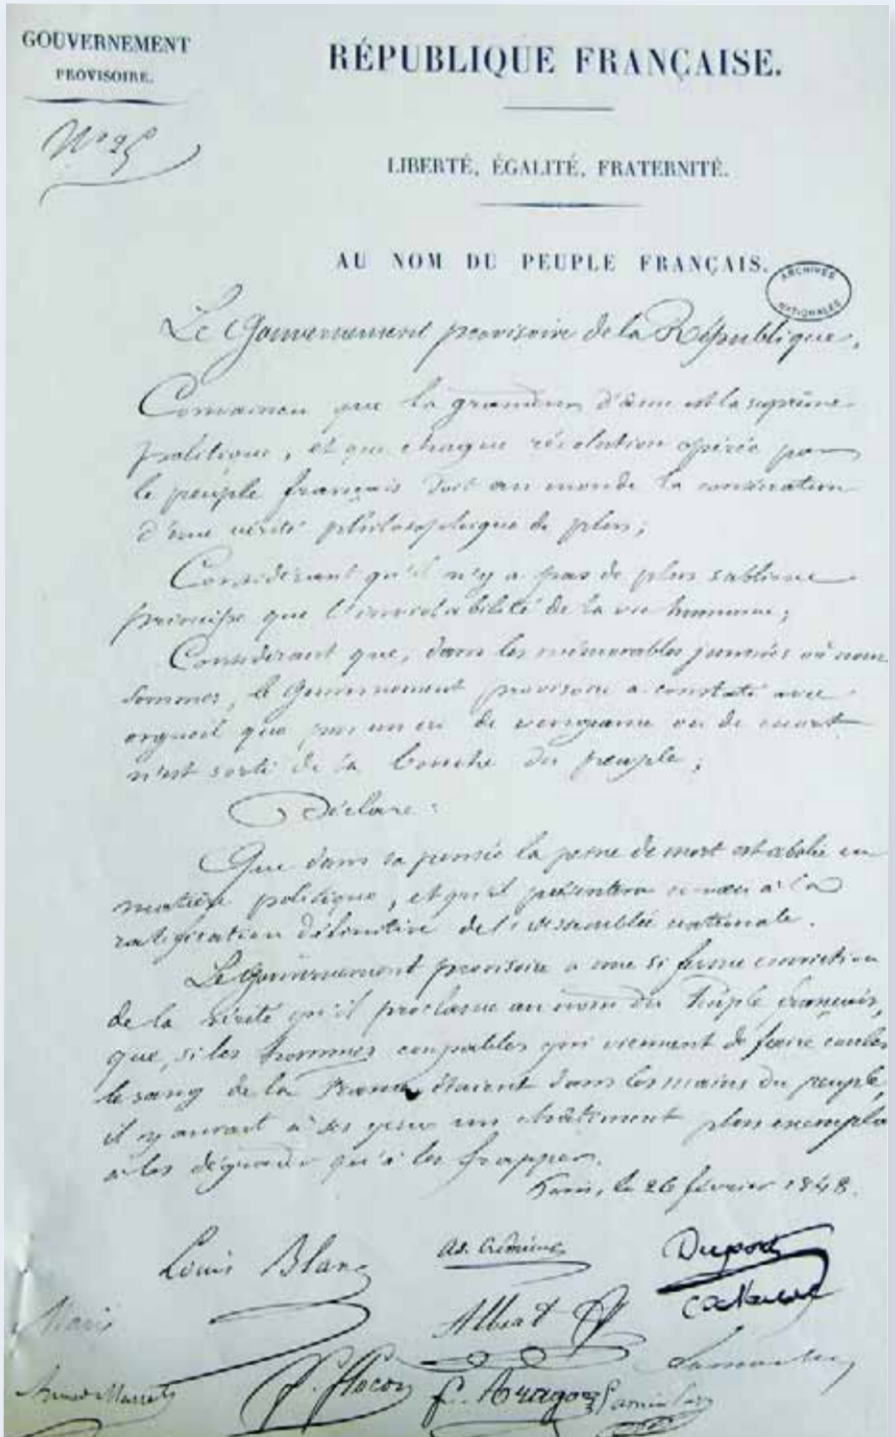 GOUVERNEMENT
PROVISOIRE.
RÉPUBLIQUE FRANÇAISE.
N° 25
LIBERTÉ, ÉGALITÉ, FRATERNITÉ.
AU NOM DU PEUPLE FRANÇAIS.
ARCHIVES
NATIONALES
Le Gouvernement provisoire de la République,
Convaincu que la grandeur d'âme est la suprême
politique, et que chaque révolution opérée par
le peuple français doit au monde la consécration
d'une vérité philosophique de plus;
Considérant qu'il n'y a pas de plus sublime
principe que l'inviolabilité de la vie humaine;
Considérant que, dans les mémorables journées où nous
sommes, le Gouvernement provisoire a constaté avec
orgueil que pas un cri de vengeance ou de mort
n'est sorti de la bouche du peuple;
Déclare:
Que dans sa pensée la peine de mort est abolie en
matière politique, et qu'il présentera ce vœu à la
ratification définitive de l'assemblée nationale.
Le Gouvernement provisoire a une si ferme conviction
de la vérité qu'il proclame au nom du Peuple français,
que, si les hommes coupables qui viennent de faire couler
le sang de la France étaient dans les mains du peuple,
il y aurait à ses yeux un châtiment plus exempla
à les dégrader qu'à les frapper.
Paris, le 26 février 1848.
Louis Blanc Ad. Crémieux Dupont
Marie Albert
Lamartine
F. Flocon F. Arago